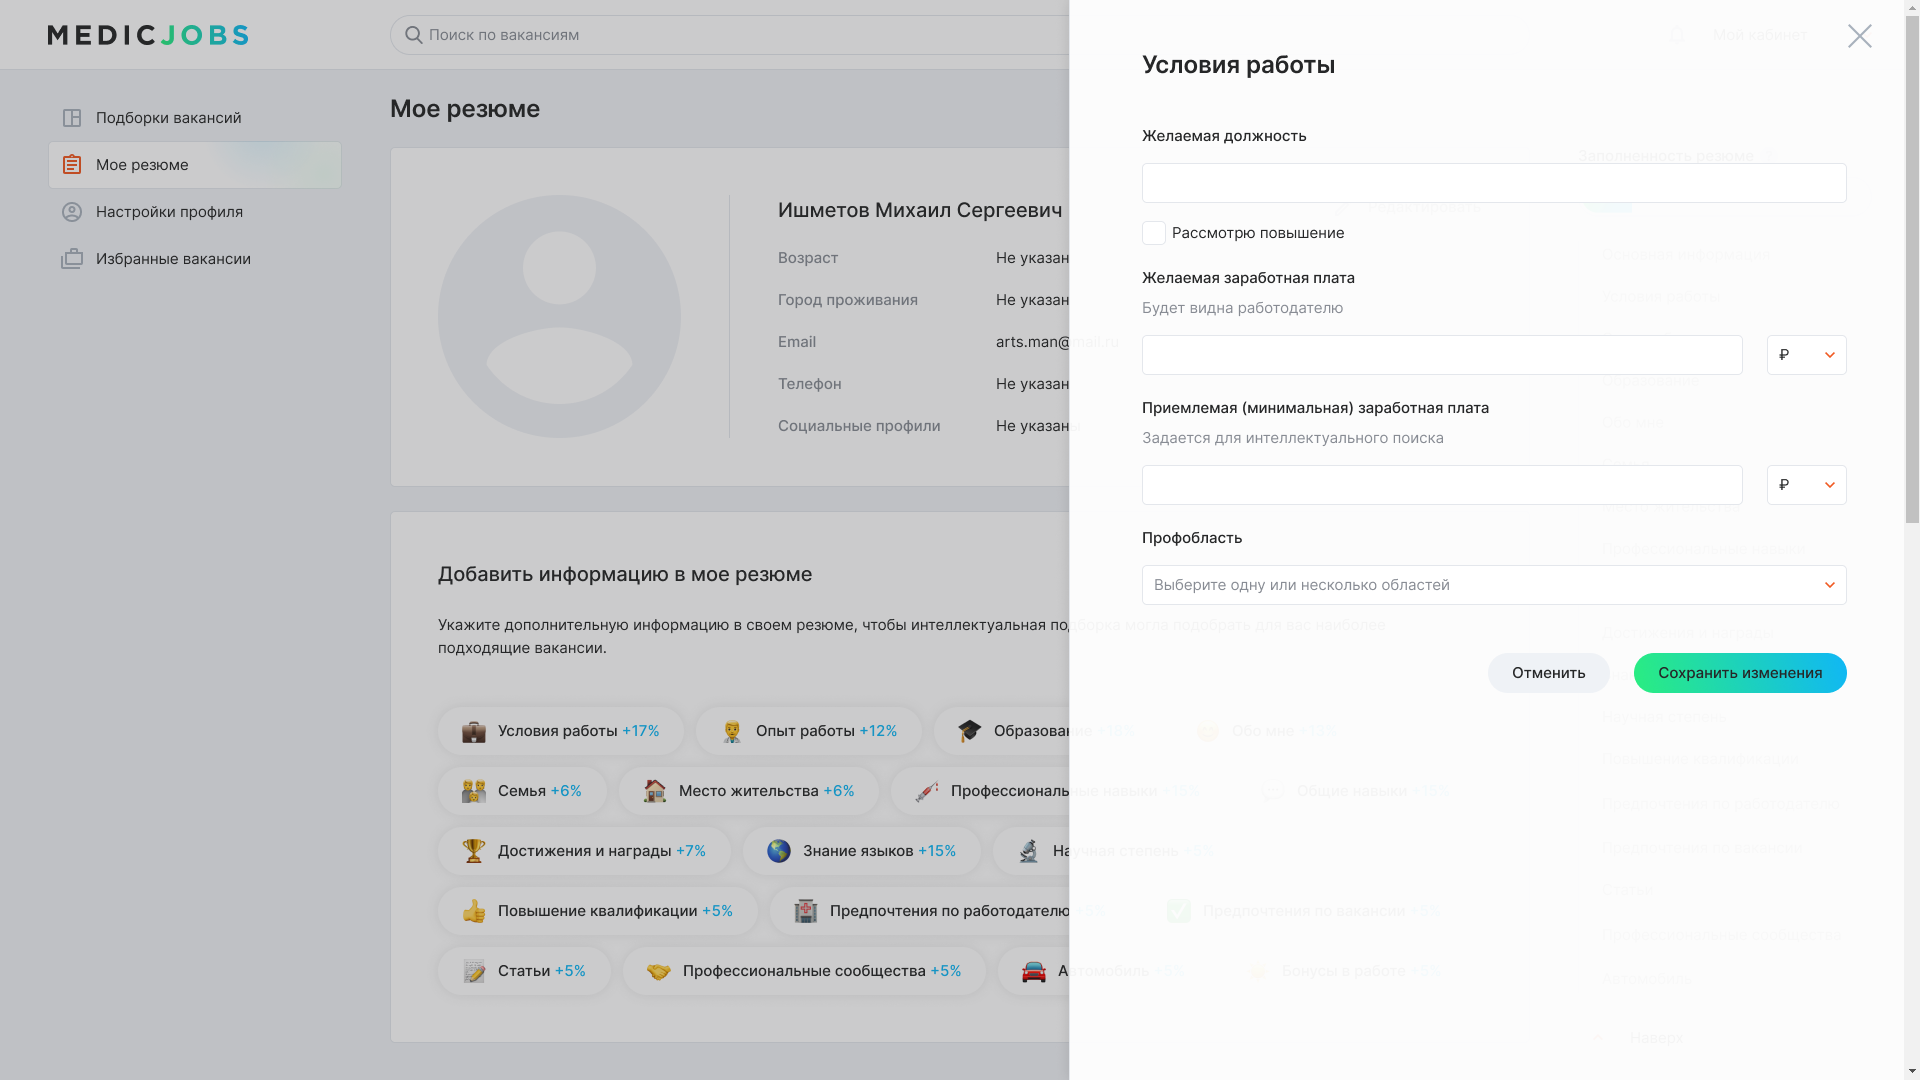 MEDICJOBS
Поиск по вакансиям
Мой кабинет
Подборки вакансий
Мое резюме
Настройки профиля
Избранные вакансии
Мое резюме
Ишметов Михаил Сергеевич
Редактировать
Возраст
Не указан
Город проживания
Не указан
Email
arts.man@mail.ru
Телефон
Не указан
Социальные профили
Не указаны
Добавить информацию в мое резюме
Укажите дополнительную информацию в своем резюме, чтобы интеллектуальная подборка могла подобрать для вас наиболее
подходящие вакансии.
Условия работы +17%
Опыт работы +12%
Образование +18%
Обо мне +13%
Семья +6%
Место жительства +6%
Профессиональные навыки
Общие навыки +15%
Достижения и награды +7%
Знание языков +15%
Научная степень +5%
Повышение квалификации +5%
Предпочтения по работодателю +5%
Предпочтения по вакансии +5%
Статьи +5%
Профессиональные сообщества +5%
Автомобиль +5%
Бонусы в работе +5%
Заполненность резюме
Наверх
Условия работы
Желаемая должность
Рассмотрю повышение
Желаемая заработная плата
Будет видна работодателю
₽
Приемлемая (минимальная) заработная плата
Задается для интеллектуального поиска
₽
Профобласть
Выберите одну или несколько областей
Отменить
Сохранить изменения